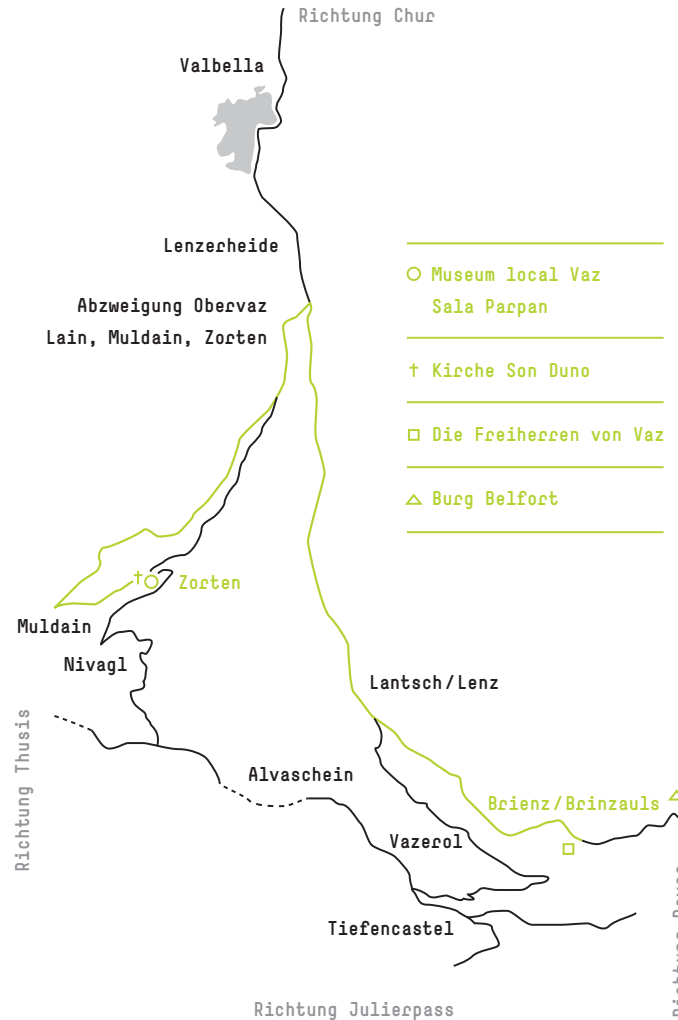 Richtung Chur
Valbella
Lenzerheide
Abzweigung Obervaz
Lain, Muldain, Zorten
Museum local Vaz
Sala Parpan
† Kirche Son Duno
Die Freiherren von Vaz
Burg Belfort
Zorten
Muldain
Nivagl
Lantsch/Lenz
Richtung Thusis
Alvaschein
Brienz/Brinzauls
Vazerol
Tiefencastel
Richtung
Richtung Julierpass